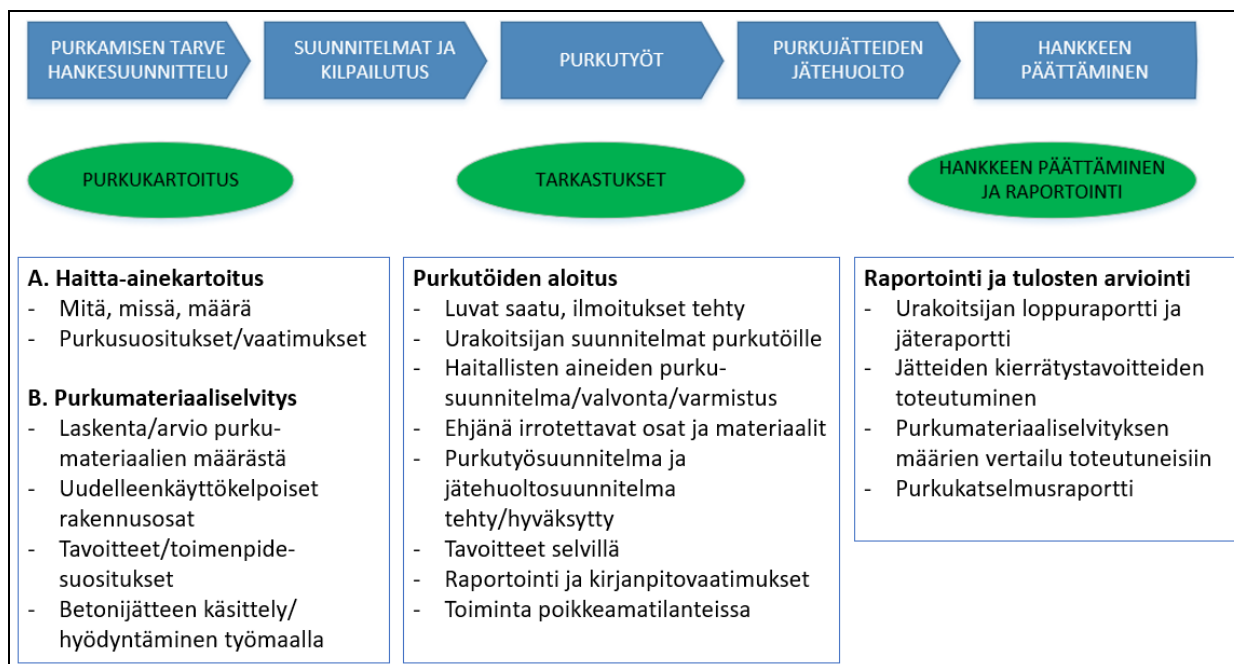 PURKAMISEN TARVE
HANKESUUNNITTELU
SUUNNITELMAT JA
KILPAILUTUS
PURKUTYÖT
PURKUJÄTTEIDEN
JÄTEHUOLTO
HANKKEEN
PÄÄTTÄMINEN
PURKUKARTOITUS
TARKASTUKSET
HANKKEEN PÄÄTTÄMINEN
JA RAPORTOINTI
A. Haitta-ainekartoitus
- Mitä, missä, määrä
- Purkusuositukset/vaatimukset
B. Purkumateriaaliselvitys
- Laskenta/arvio purku-
materiaalien määrästä
- Uudelleenkäyttökelpoiset
rakennusosat
- Tavoitteet/toimenpide-
suositukset
- Betonijätteen käsittely/
hyödyntäminen työmaalla
Purkutöiden aloitus
- Luvat saatu, ilmoitukset tehty
- Urakoitsijan suunnitelmat purkutöille
- Haitallisten aineiden purku-
suunnitelma/valvonta/varmistus
- Ehjänä irrotettavat osat ja materiaalit
- Purkutyösuunnitelma ja
jätehuoltosuunnitelma
tehty/hyväksytty
- Tavoitteet selvillä
- Raportointi ja kirjanpitovaatimukset
- Toiminta poikkeamatilanteissa
Raportointi ja tulosten arviointi
- Urakoitsijan loppuraportti ja
jäteraportti
- Jätteiden kierrätystavoitteiden
toteutuminen
- Purkumateriaaliselvityksen
määrien vertailu toteutuneisiin
- Purkukatselmusraportti